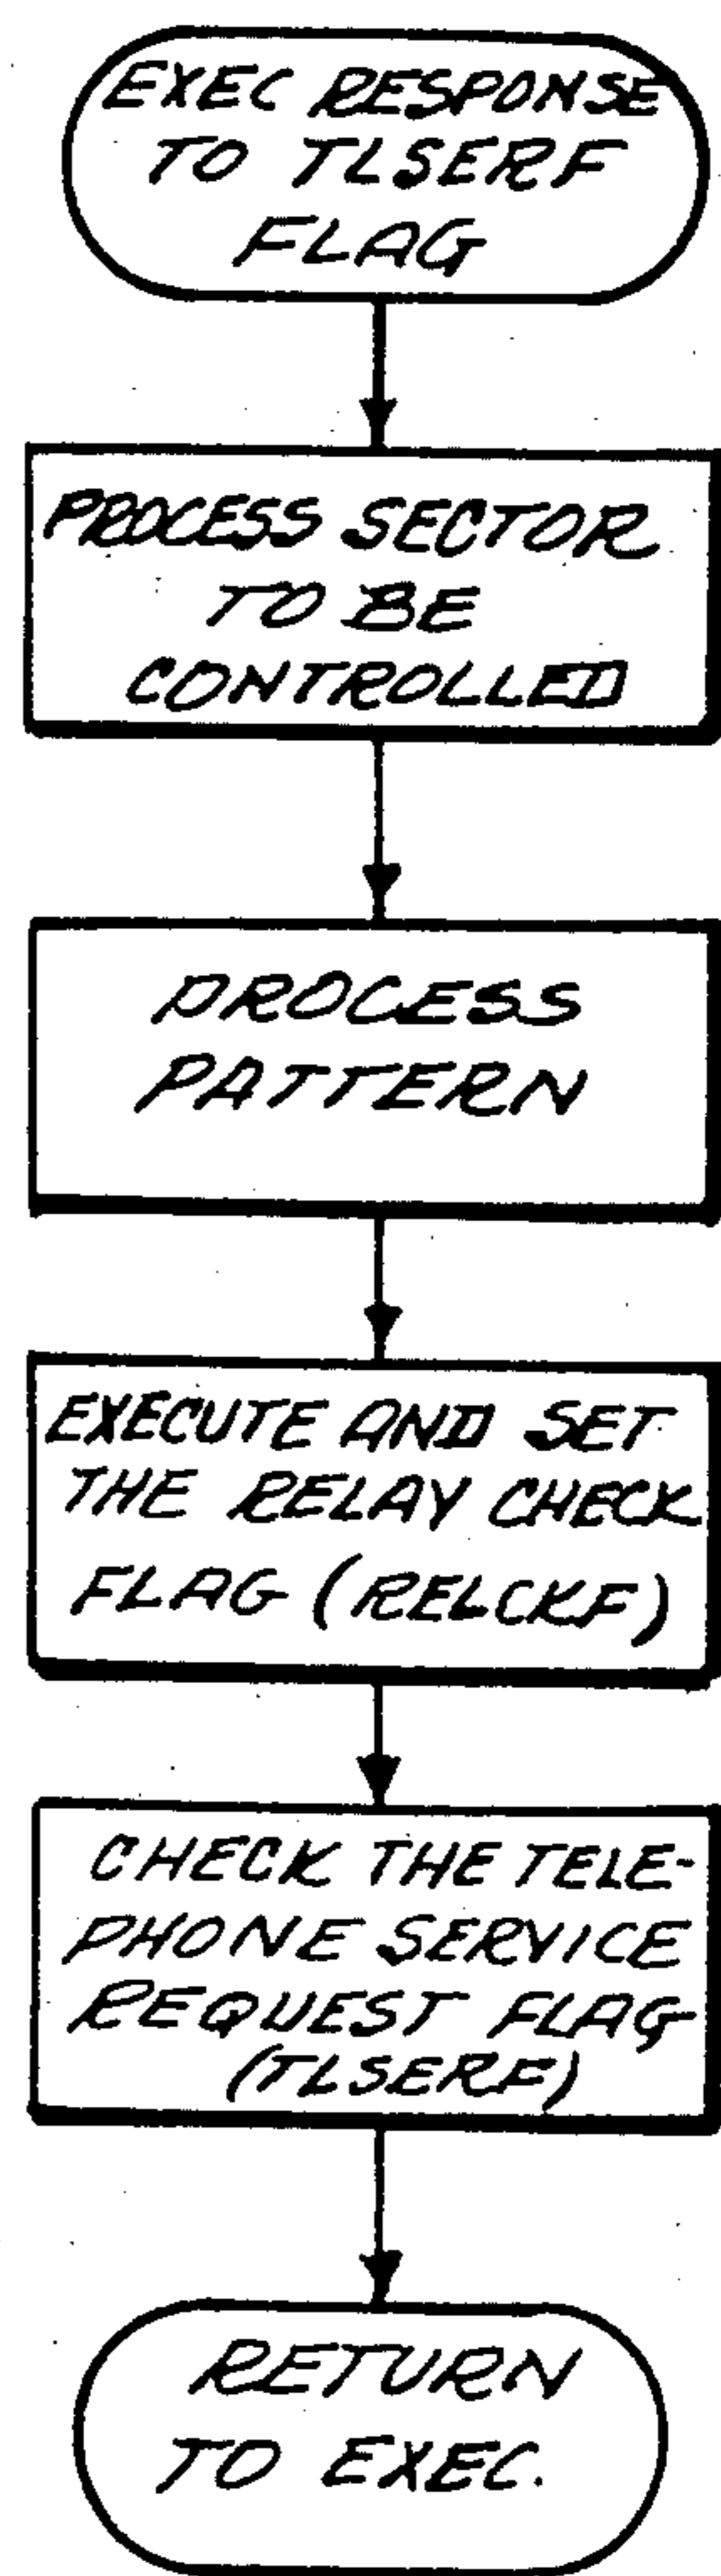 EXEC RESPONSE
TO TLSERF
FLAG
PROCESS SECTOR
TO BE
CONTROLLED
PROCESS
PATTERN
EXECUTE AND SET
THE RELAY CHECK
FLAG (RELCKF)
CHECK THE TELE-
PHONE SERVICE
REQUEST FLAG
(TLSERF)
RETURN
TO EXEC.